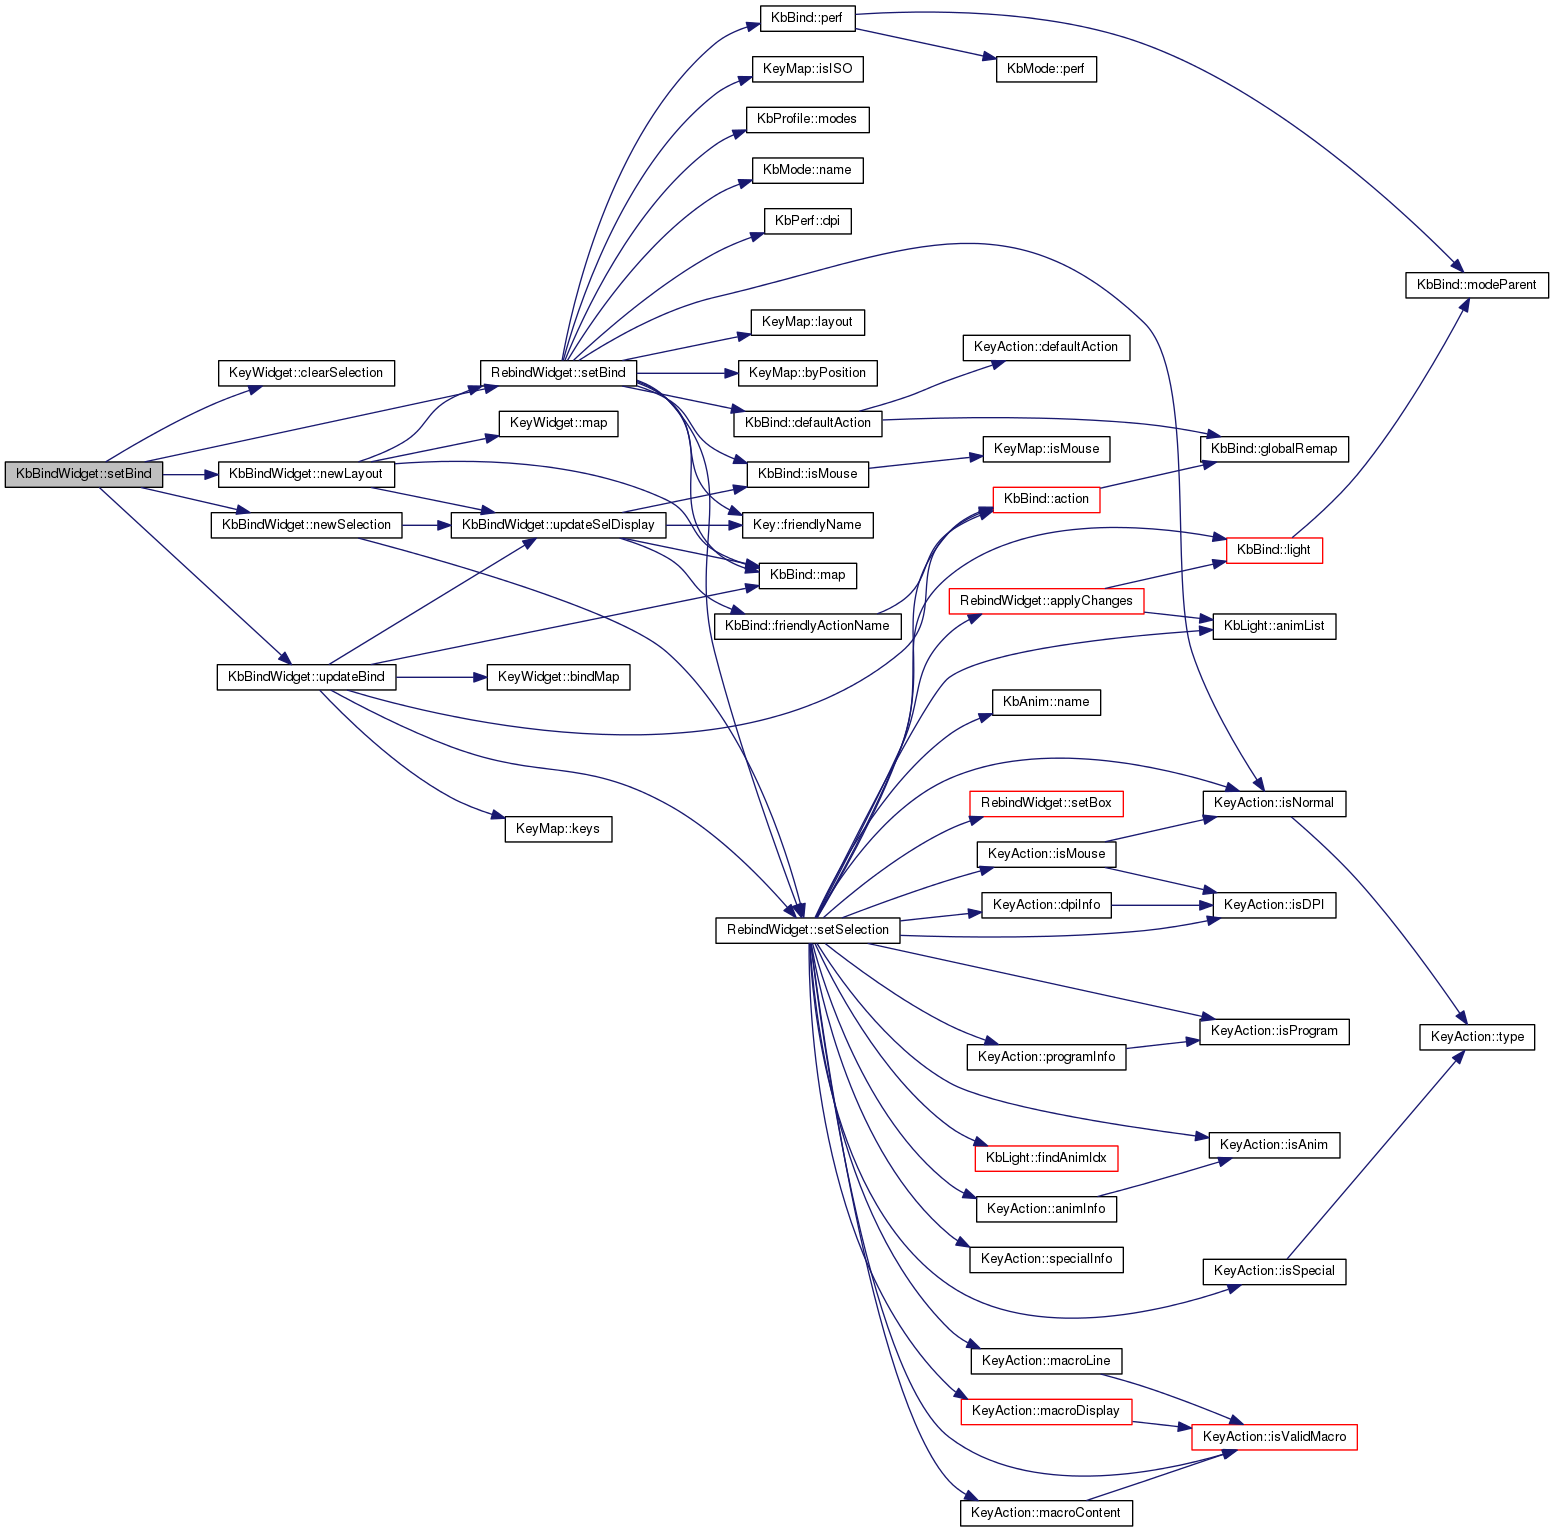 KbBind::perf
KbMode::perf
KeyMap::isISO
KbProfile::modes
KbMode::name
KbPerf::dpi
KbBind::modeParent
KeyMap::layout
KeyAction::defaultAction
KeyWidget::clearSelection
RebindWidget::setBind
KeyMap::byPosition
KeyWidget::map
KbBind::defaultAction
KbBind::globalRemap
KeyMap::isMouse
KbBindWidget::setBind
KbBindWidget::newLayout
KbBind::isMouse
KbBind::action
KbBindWidget::newSelection
KbBindWidget::updateSelDisplay
Key::friendlyName
KbBind::light
KbBind::map
RebindWidget::applyChanges
KbBind::friendlyActionName
KbLight::animList
KbBindWidget::updateBind
KeyWidget::bindMap
KbAnim::name
RebindWidget::setBox
KeyAction::isNormal
KeyMap::keys
KeyAction::isMouse
KeyAction::dpiInfo
KeyAction::isDPI
RebindWidget::setSelection
KeyAction::isProgram
KeyAction::type
KeyAction::programInfo
KeyAction::isAnim
KbLight::findAnimIdx
KeyAction::animInfo
KeyAction::specialInfo
KeyAction::isSpecial
KeyAction::macroLine
KeyAction::macroDisplay
KeyAction::isValidMacro
KeyAction::macroContent